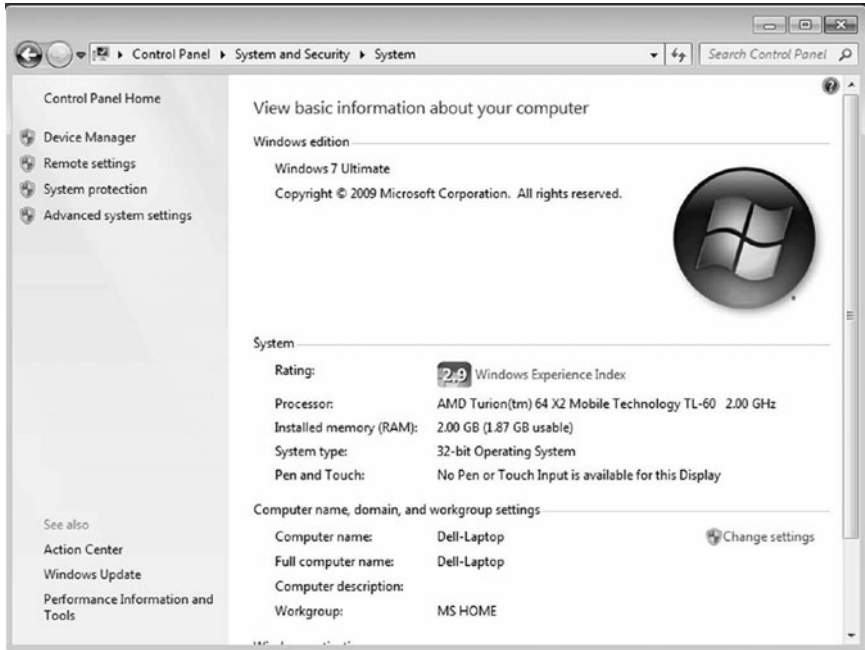 Control Panel ▸ System and Security ▸ System
Search Control Panel
Control Panel Home
Device Manager
Remote settings
System protection
Advanced system settings
See also
Action Center
Windows Update
Performance Information and
Tools
View basic information about your computer
Windows edition
Windows 7 Ultimate
Copyright © 2009 Microsoft Corporation. All rights reserved.
System
Rating: 2,9 Windows Experience Index
Processor: AMD Turion(tm) 64 X2 Mobile Technology TL-60 2.00 GHz
Installed memory (RAM): 2.00 GB (1.87 GB usable)
System type: 32-bit Operating System
Pen and Touch: No Pen or Touch Input is available for this Display
Computer name, domain, and workgroup settings
Computer name: Dell-Laptop Change settings
Full computer name: Dell-Laptop
Computer description:
Workgroup: MS HOME